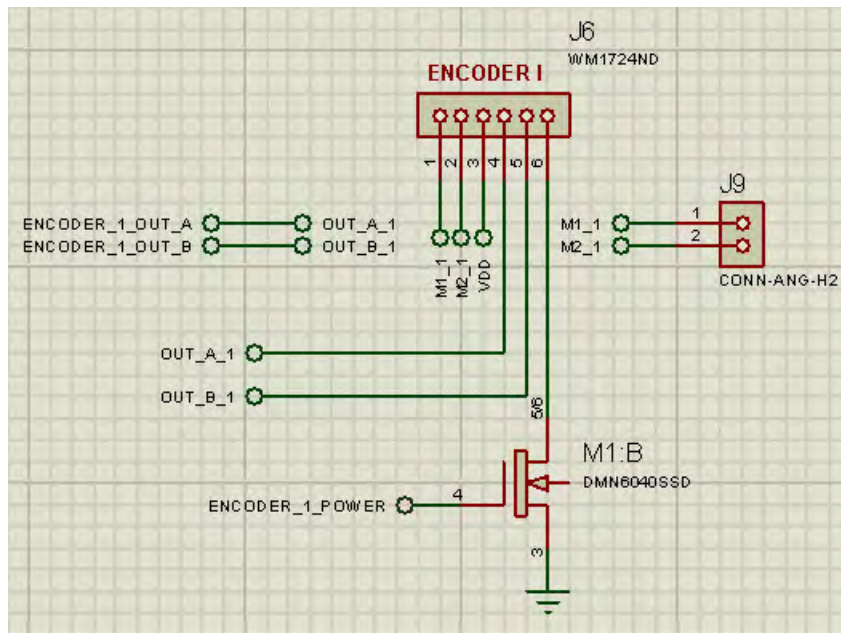 J6
WM1724ND
ENCODER I
1
2
3
4
5
6
J9
ENCODER_1_OUT_A
OUT_A_1
ENCODER_1_OUT_B
OUT_B_1
M1_1
1
M2_1
2
M1_1
M2_1
VDD
CONN-ANG-H2
OUT_A_1
OUT_B_1
5/6
M1:B
DMN6040SSD
ENCODER_1_POWER
4
3